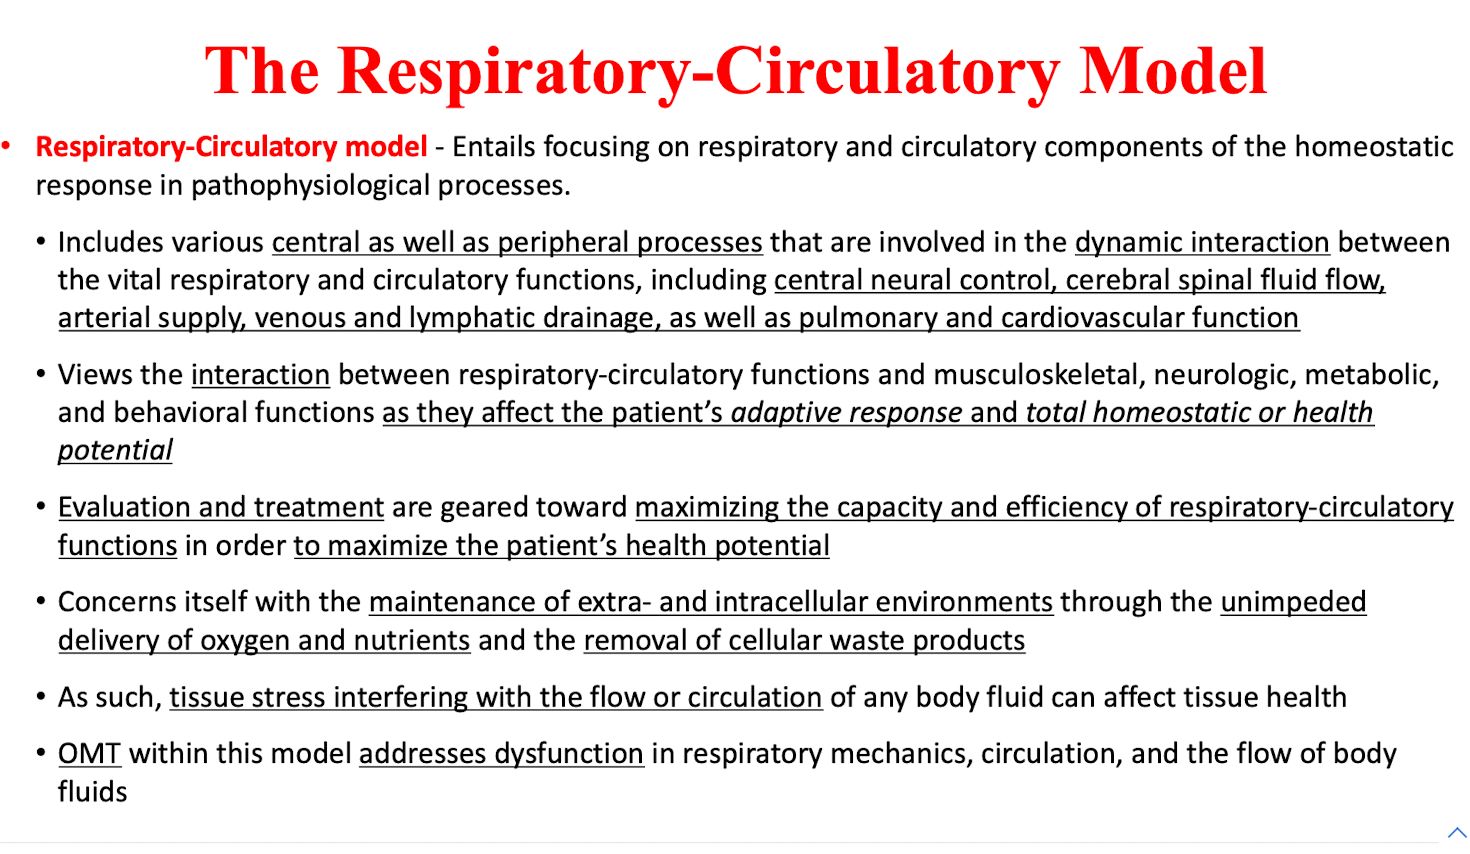 The Respiratory-Circulatory Model
• Respiratory-Circulatory model - Entails focusing on respiratory and circulatory components of the homeostatic
response in pathophysiological processes.
• Includes various central as well as peripheral processes that are involved in the dynamic interaction between
the vital respiratory and circulatory functions, including central neural control, cerebral spinal fluid flow,
arterial supply, venous and lymphatic drainage, as well as pulmonary and cardiovascular function
• Views the interaction between respiratory-circulatory functions and musculoskeletal, neurologic, metabolic,
and behavioral functions as they affect the patient’s adaptive response and total homeostatic or health
potential
• Evaluation and treatment are geared toward maximizing the capacity and efficiency of respiratory-circulatory
functions in order to maximize the patient’s health potential
• Concerns itself with the maintenance of extra- and intracellular environments through the unimpeded
delivery of oxygen and nutrients and the removal of cellular waste products
• As such, tissue stress interfering with the flow or circulation of any body fluid can affect tissue health
• OMT within this model addresses dysfunction in respiratory mechanics, circulation, and the flow of body
fluids